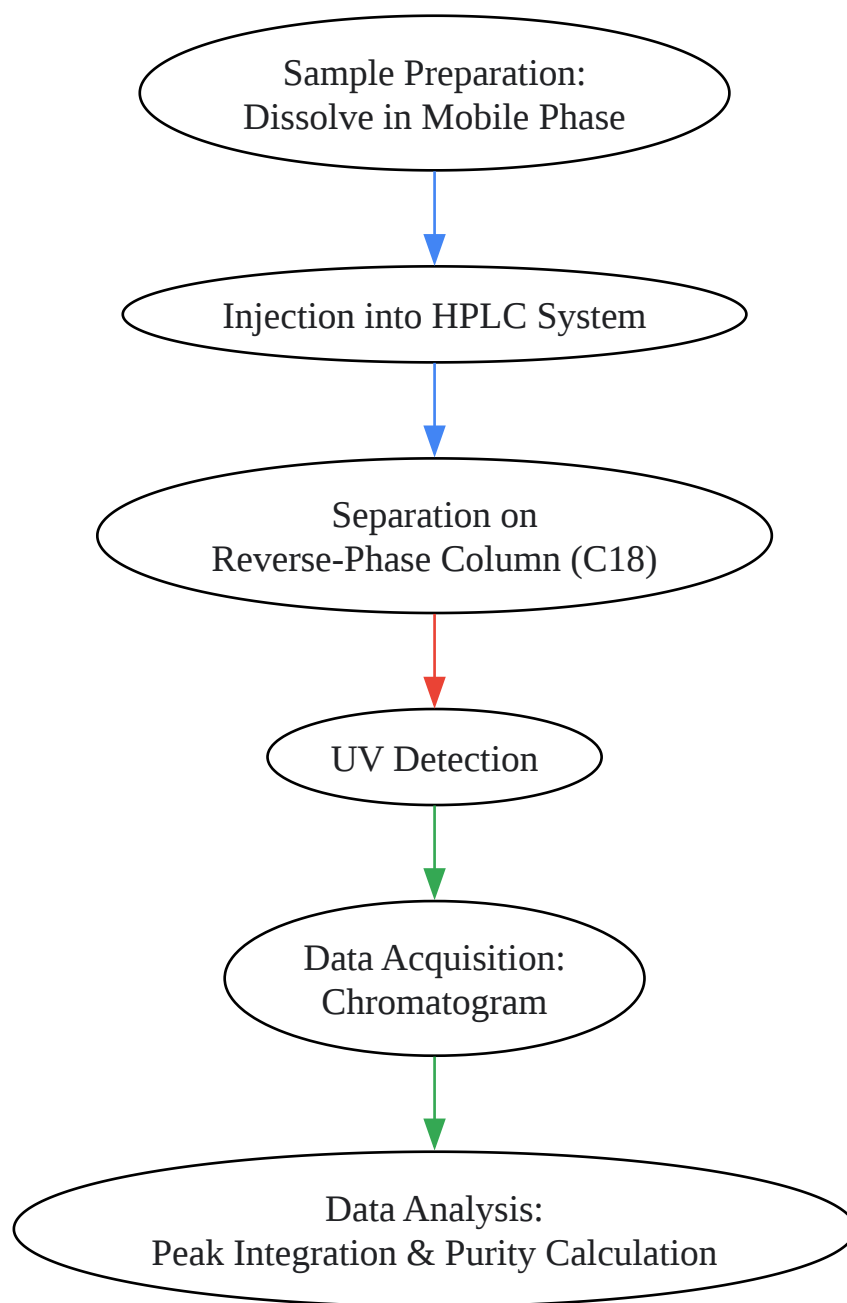 Sample Preparation:
Dissolve in Mobile Phase
Injection into HPLC System
Separation on
Reverse-Phase Column (C18)
UV Detection
Data Acquisition:
Chromatogram
Data Analysis:
Peak Integration & Purity Calculation